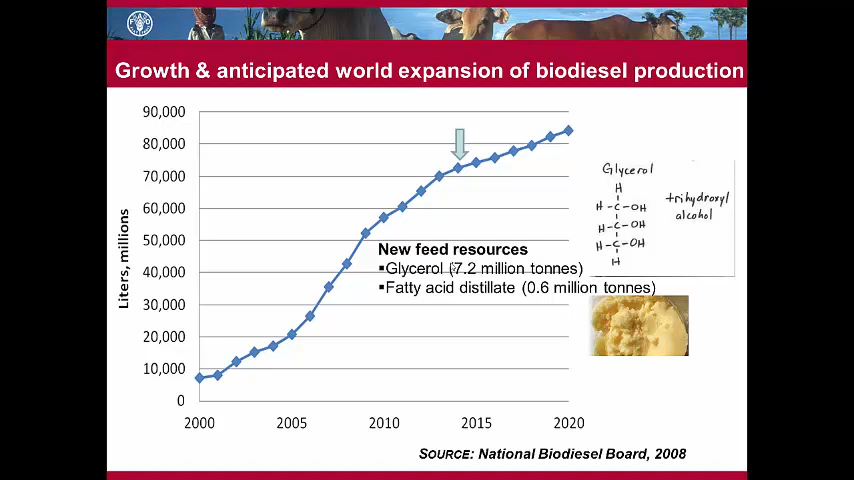 Growth & anticipated world expansion of biodiesel production
90,000
80,000
70,000
60,000
50,000
40,000
30,000
20,000
10,000
0
Liters, millions
2000 2005 2010 2015 2020
New feed resources
▪Glycerol (7.2 million tonnes)
▪Fatty acid distillate (0.6 million tonnes)
Glycerol
H
H-C-OH
H-C-OH
H-C-OH
H
trihydroxyl
alcohol
SOURCE: National Biodiesel Board, 2008